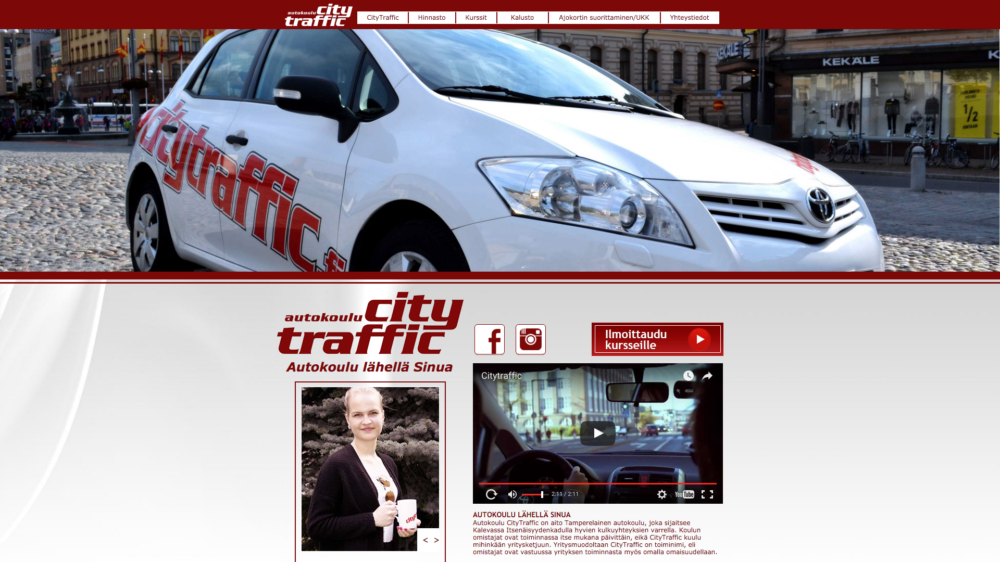 autokoulu city
traffic
CityTraffic
Hinnasto
Kurssit
Kalusto
Ajokortin suorittaminen/UKK
Yhteystiedot
KEKÄLE
KEKÄLE
1/2
HINTAAN
citytraffic.fi
autokoulu city
traffic
Autokoulu lähellä Sinua
Ilmoittaudu
kursseille
Citytraffic
2:11 / 2:11
YouTube
< >
AUTOKOULU LÄHELLÄ SINUA
Autokoulu CityTraffic on aito Tamperelainen autokoulu, joka sijaitsee
Kalevassa Itsenäisyydenkadulla hyvien kulkuyhteyksien varrella. Koulun
omistajat ovat toiminnassa itse mukana päivittäin, eikä CityTraffic kuulu
mihinkään yritysketjuun. Yritysmuodoltaan CityTraffic on toiminimi, eli
omistajat ovat vastuussa yrityksen toiminnasta myös omalla omaisuudellaan.